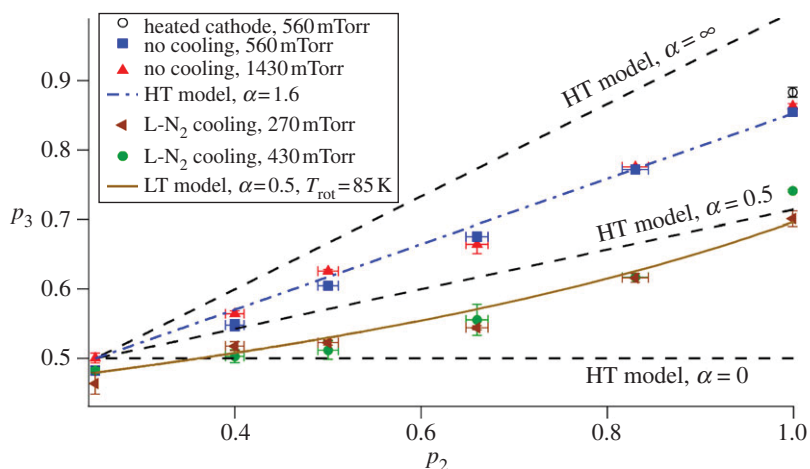 heated cathode, 560 mTorr
no cooling, 560 mTorr
no cooling, 1430 mTorr
HT model, α=1.6
L-N₂ cooling, 270 mTorr
L-N₂ cooling, 430 mTorr
LT model, α=0.5, Tᵣₒₜ=85 K
HT model, α=∞
HT model, α=0.5
HT model, α=0
0.9
0.8
0.7
0.6
0.5
p₃
0.4
0.6
0.8
1.0
p₂